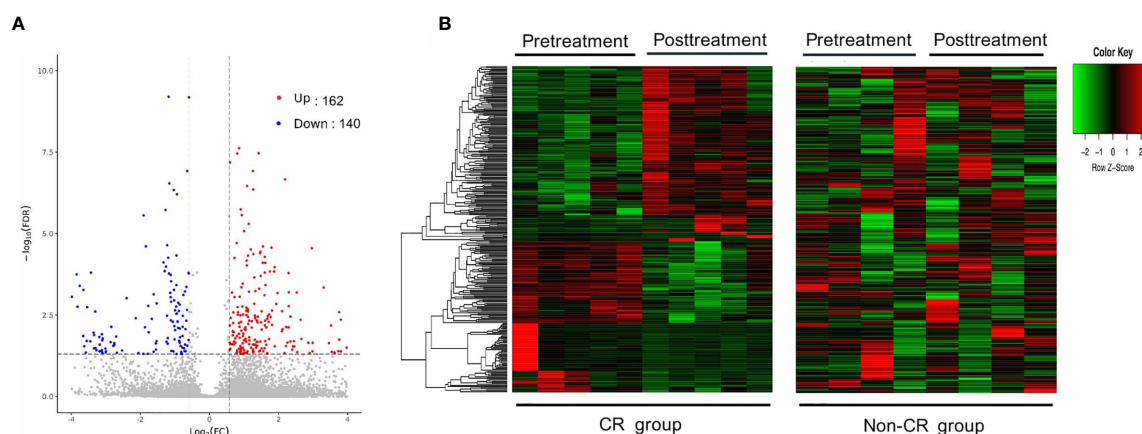 A
B
10.0
7.5
5.0
2.5
0.0
−log₁₀(FDR)
Up : 162
Down : 140
-4
-2
0
2
4
Log₂(FC)
Pretreatment
Posttreatment
Pretreatment
Posttreatment
CR group
Non-CR group
Color Key
−2 −1 0 1 2
Row Z-Score